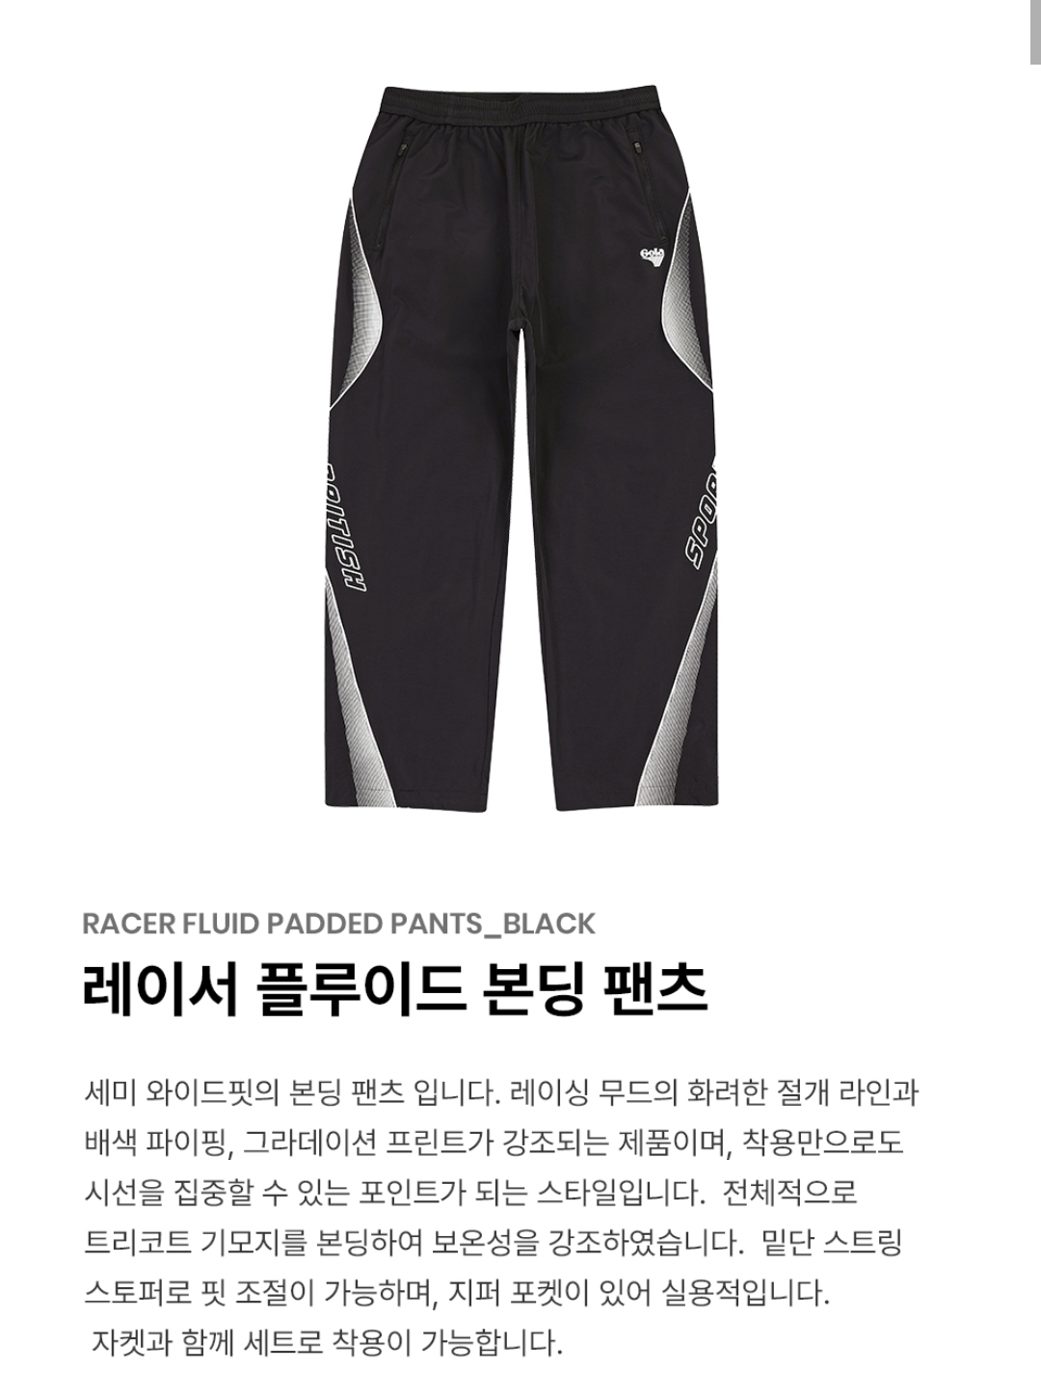 Gola
BRITISH
SPOR
RACER FLUID PADDED PANTS_BLACK
레이서 플루이드 본딩 팬츠
세미 와이드핏의 본딩 팬츠 입니다. 레이싱 무드의 화려한 절개 라인과
배색 파이핑, 그라데이션 프린트가 강조되는 제품이며, 착용만으로도
시선을 집중할 수 있는 포인트가 되는 스타일입니다.  전체적으로
트리코트 기모지를 본딩하여 보온성을 강조하였습니다.  밑단 스트링
스토퍼로 핏 조절이 가능하며, 지퍼 포켓이 있어 실용적입니다.
자켓과 함께 세트로 착용이 가능합니다.